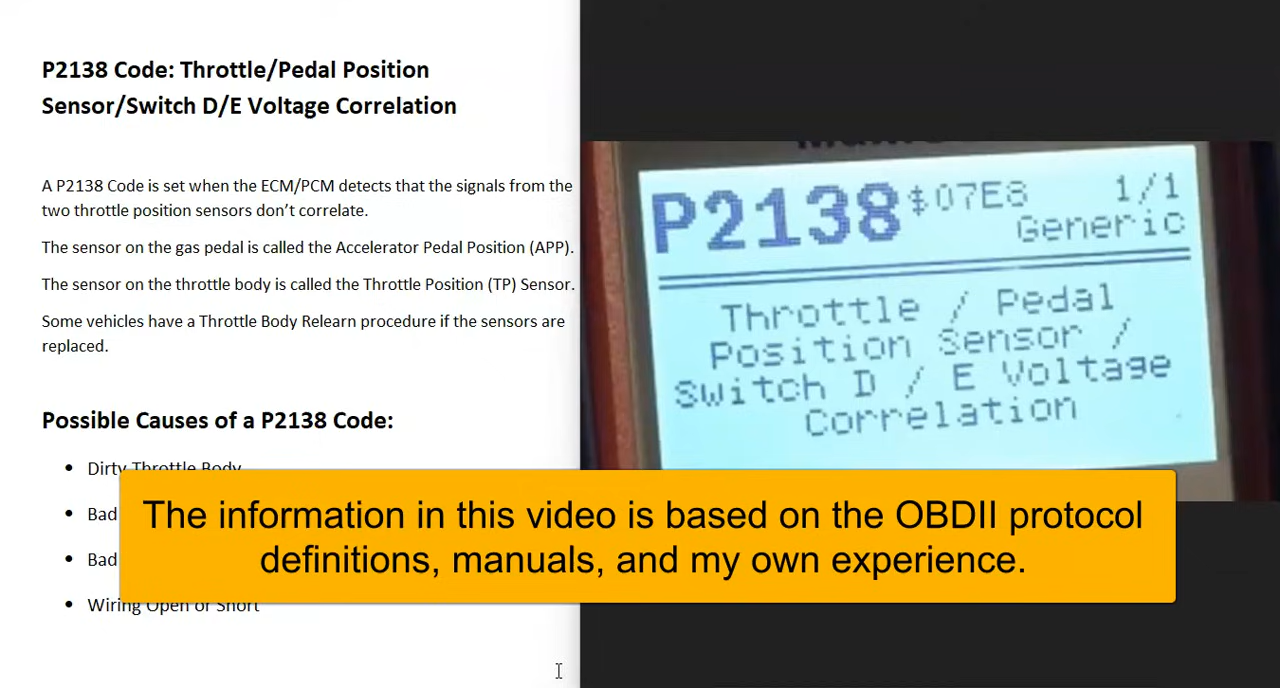 P2138 Code: Throttle/Pedal Position
Sensor/Switch D/E Voltage Correlation
A P2138 Code is set when the ECM/PCM detects that the signals from the
two throttle position sensors don’t correlate.
The sensor on the gas pedal is called the Accelerator Pedal Position (APP).
The sensor on the throttle body is called the Throttle Position (TP) Sensor.
Some vehicles have a Throttle Body Relearn procedure if the sensors are
replaced.
Possible Causes of a P2138 Code:
• Dirty Throttle Body
• Bad
• Bad
• Wiring Open or Short
P2138 $07E8 1/1
Generic
Throttle / Pedal
Position Sensor /
Switch D / E Voltage
Correlation
The information in this video is based on the OBDII protocol
definitions, manuals, and my own experience.